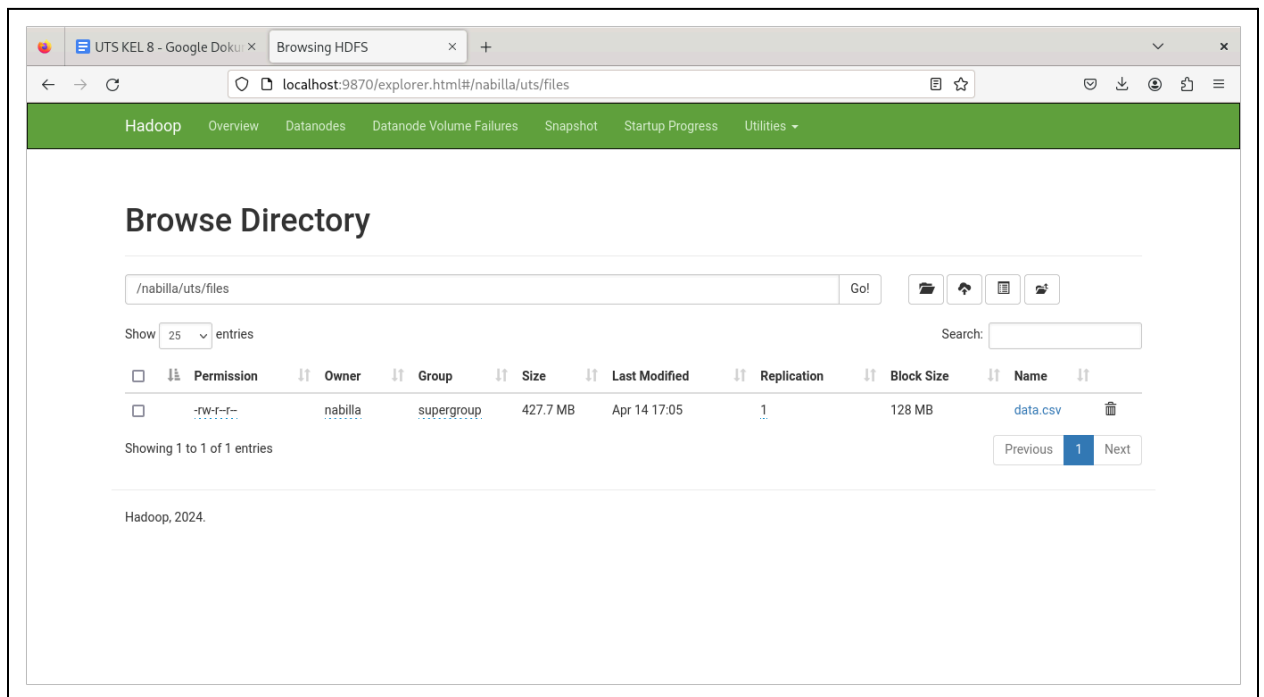 UTS KEL 8 - Google Doku
Browsing HDFS
localhost:9870/explorer.html#/nabilla/uts/files
Hadoop Overview Datanodes Datanode Volume Failures Snapshot Startup Progress Utilities
Browse Directory
/nabilla/uts/files Go!
Show 25 entries Search:
Permission Owner Group Size Last Modified Replication Block Size Name
-rw-r--r-- nabilla supergroup 427.7 MB Apr 14 17:05 1 128 MB data.csv
Showing 1 to 1 of 1 entries Previous 1 Next
Hadoop, 2024.